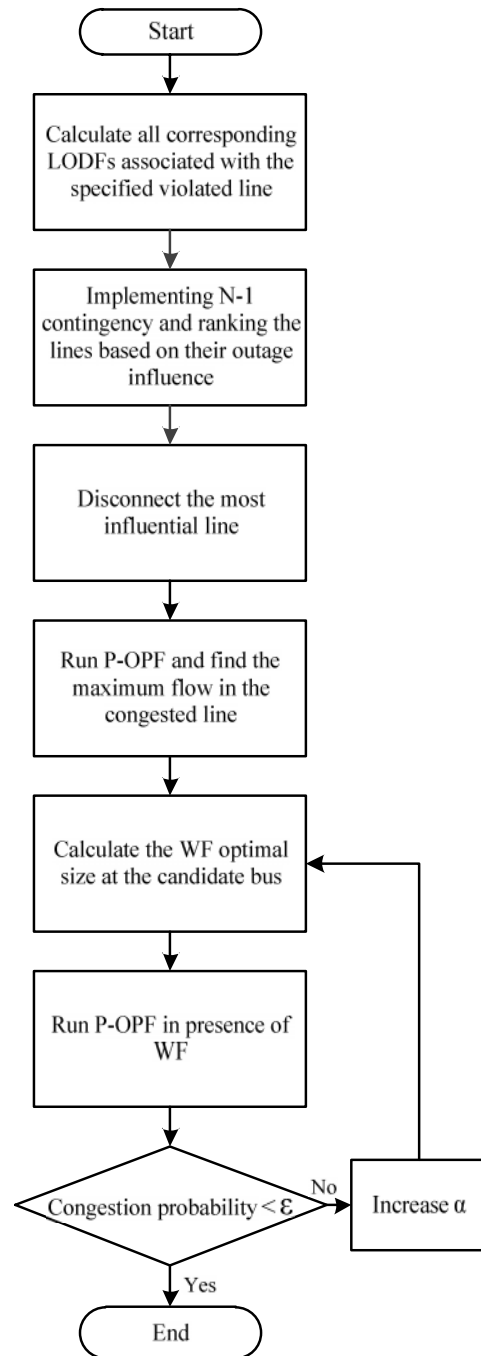 Start
Calculate all corresponding
LODFs associated with the
specified violated line
Implementing N-1
contingency and ranking the
lines based on their outage
influence
Disconnect the most
influential line
Run P-OPF and find the
maximum flow in the
congested line
Calculate the WF optimal
size at the candidate bus
Run P-OPF in presence of
WF
Congestion probability < ε
No
Increase α
Yes
End